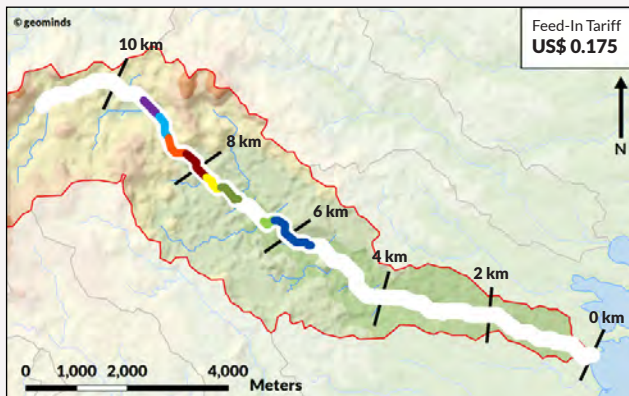 © geominds
Feed-In Tariff
US$ 0.175
10 km
N
8 km
6 km
4 km
2 km
0 km
0 1,000 2,000 4,000
Meters